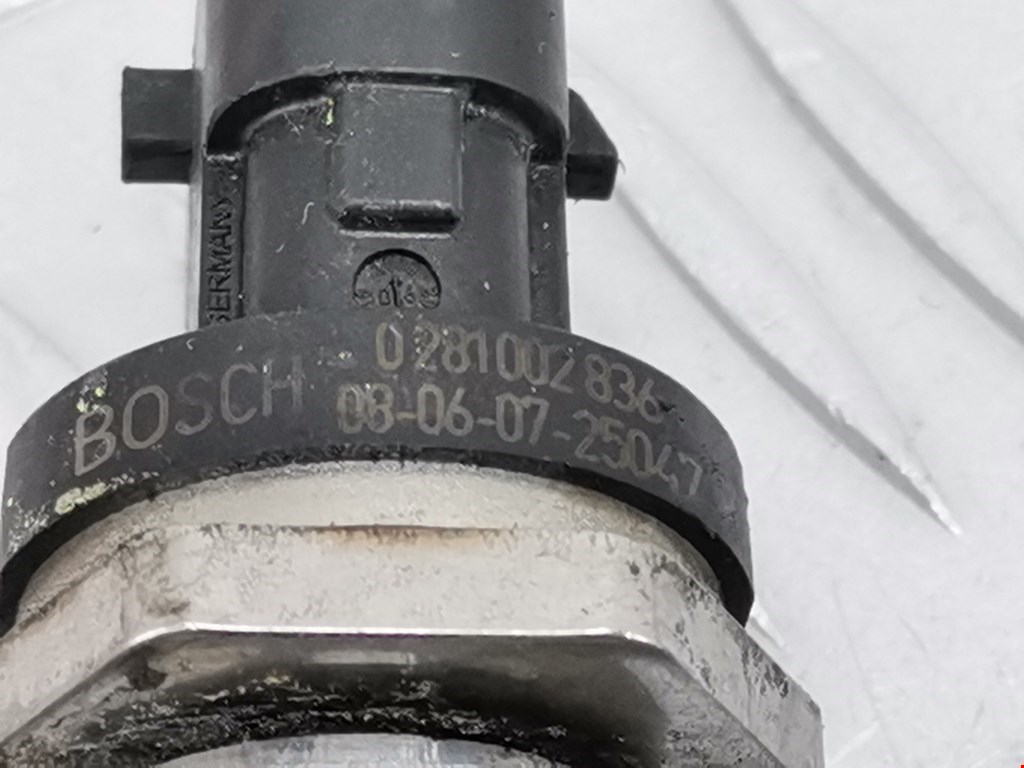 GERMANY
BOSCH 0 281 002 836
08-06-07-25047